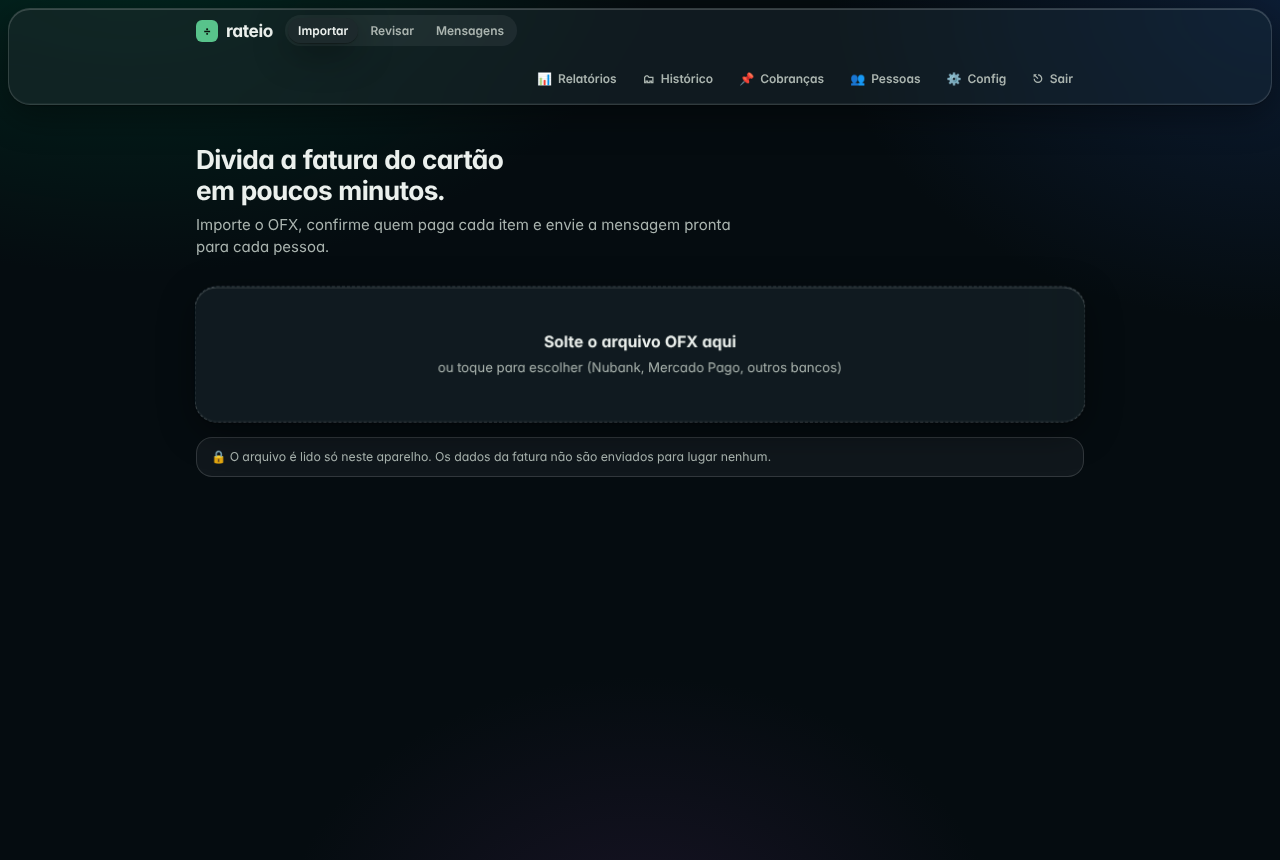 ÷ rateio Importar Revisar Mensagens
📊 Relatórios 🗂 Histórico 📌 Cobranças 👥 Pessoas ⚙️ Config ⎋ Sair
Divida a fatura do cartão
em poucos minutos.
Importe o OFX, confirme quem paga cada item e envie a mensagem pronta
para cada pessoa.
Solte o arquivo OFX aqui
ou toque para escolher (Nubank, Mercado Pago, outros bancos)
🔒 O arquivo é lido só neste aparelho. Os dados da fatura não são enviados para lugar nenhum.